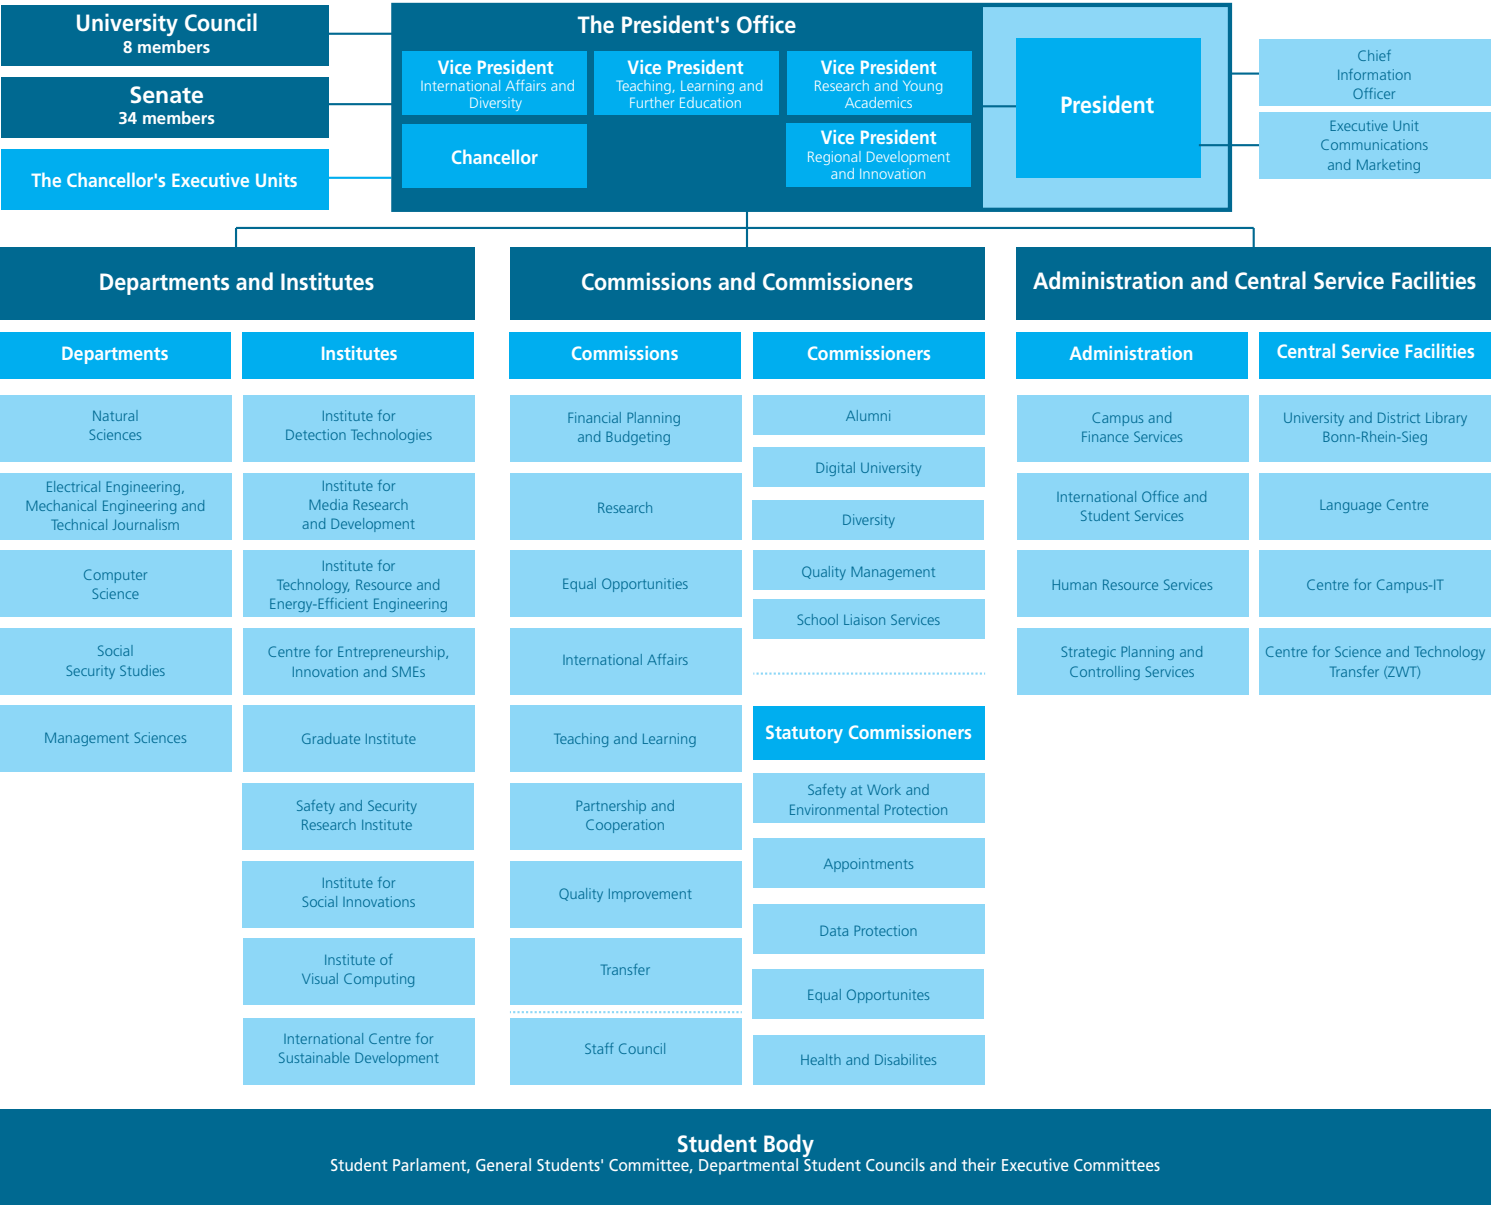 University Council
8 members
Senate
34 members
The Chancellor's Executive Units
The President's Office
Vice President
International Affairs and
Diversity
Vice President
Teaching, Learning and
Further Education
Vice President
Research and Young
Academics
Chancellor
Vice President
Regional Development
and Innovation
President
Chief
Information
Officer
Executive Unit
Communications
and Marketing
Departments and Institutes
Departments
Natural
Sciences
Electrical Engineering,
Mechanical Engineering and
Technical Journalism
Computer
Science
Social
Security Studies
Management Sciences
Institutes
Institute for
Detection Technologies
Institute for
Media Research
and Development
Institute for
Technology, Resource and
Energy-Efficient Engineering
Centre for Entrepreneurship,
Innovation and SMEs
Graduate Institute
Safety and Security
Research Institute
Institute for
Social Innovations
Institute of
Visual Computing
International Centre for
Sustainable Development
Commissions and Commissioners
Commissions
Financial Planning
and Budgeting
Research
Equal Opportunities
International Affairs
Teaching and Learning
Partnership and
Cooperation
Quality Improvement
Transfer
Staff Council
Commissioners
Alumni
Digital University
Diversity
Quality Management
School Liaison Services
Statutory Commissioners
Safety at Work and
Environmental Protection
Appointments
Data Protection
Equal Opportunites
Health and Disabilites
Administration and Central Service Facilities
Administration
Campus and
Finance Services
International Office and
Student Services
Human Resource Services
Strategic Planning and
Controlling Services
Central Service Facilities
University and District Library
Bonn-Rhein-Sieg
Language Centre
Centre for Campus-IT
Centre for Science and Technology
Transfer (ZWT)
Student Body
Student Parlament, General Students' Committee, Departmental Student Councils and their Executive Committees